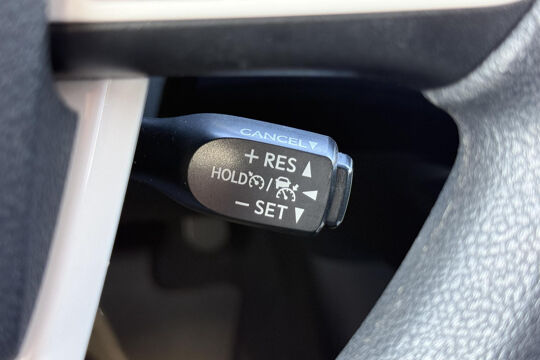 CANCEL▼
+ RES ▲
HOLD /
− SET ▼